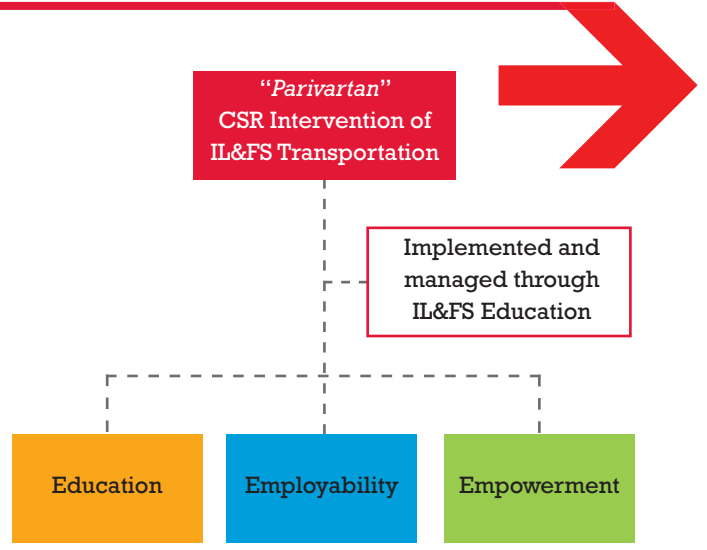 “Parivartan”
CSR Intervention of
IL&FS Transportation
Implemented and
managed through
IL&FS Education
Education
Employability
Empowerment